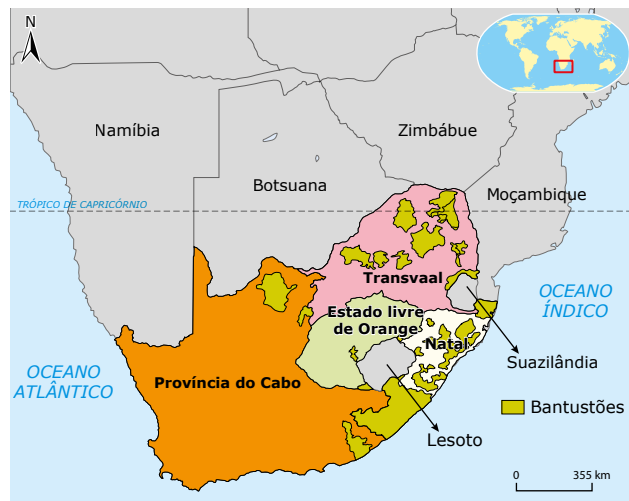 N
Namíbia
Zimbábue
Botsuana
Moçambique
TRÓPICO DE CAPRICÓRNIO
Transvaal
OCEANO
ÍNDICO
Estado livre
de Orange
Natal
Suazilândia
OCEANO
ATLÂNTICO
Província do Cabo
Bantustões
Lesoto
0 355 km